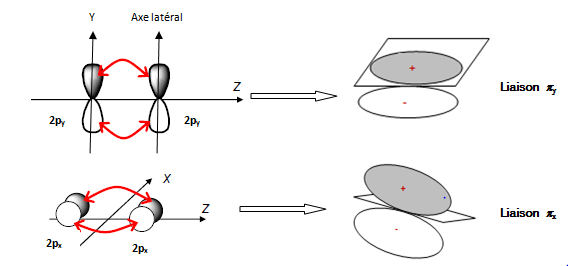 Y Axe latéral
Z
2pY 2pY
+
-
Liaison πy
X
Z
2px 2px
+
-
Liaison πx